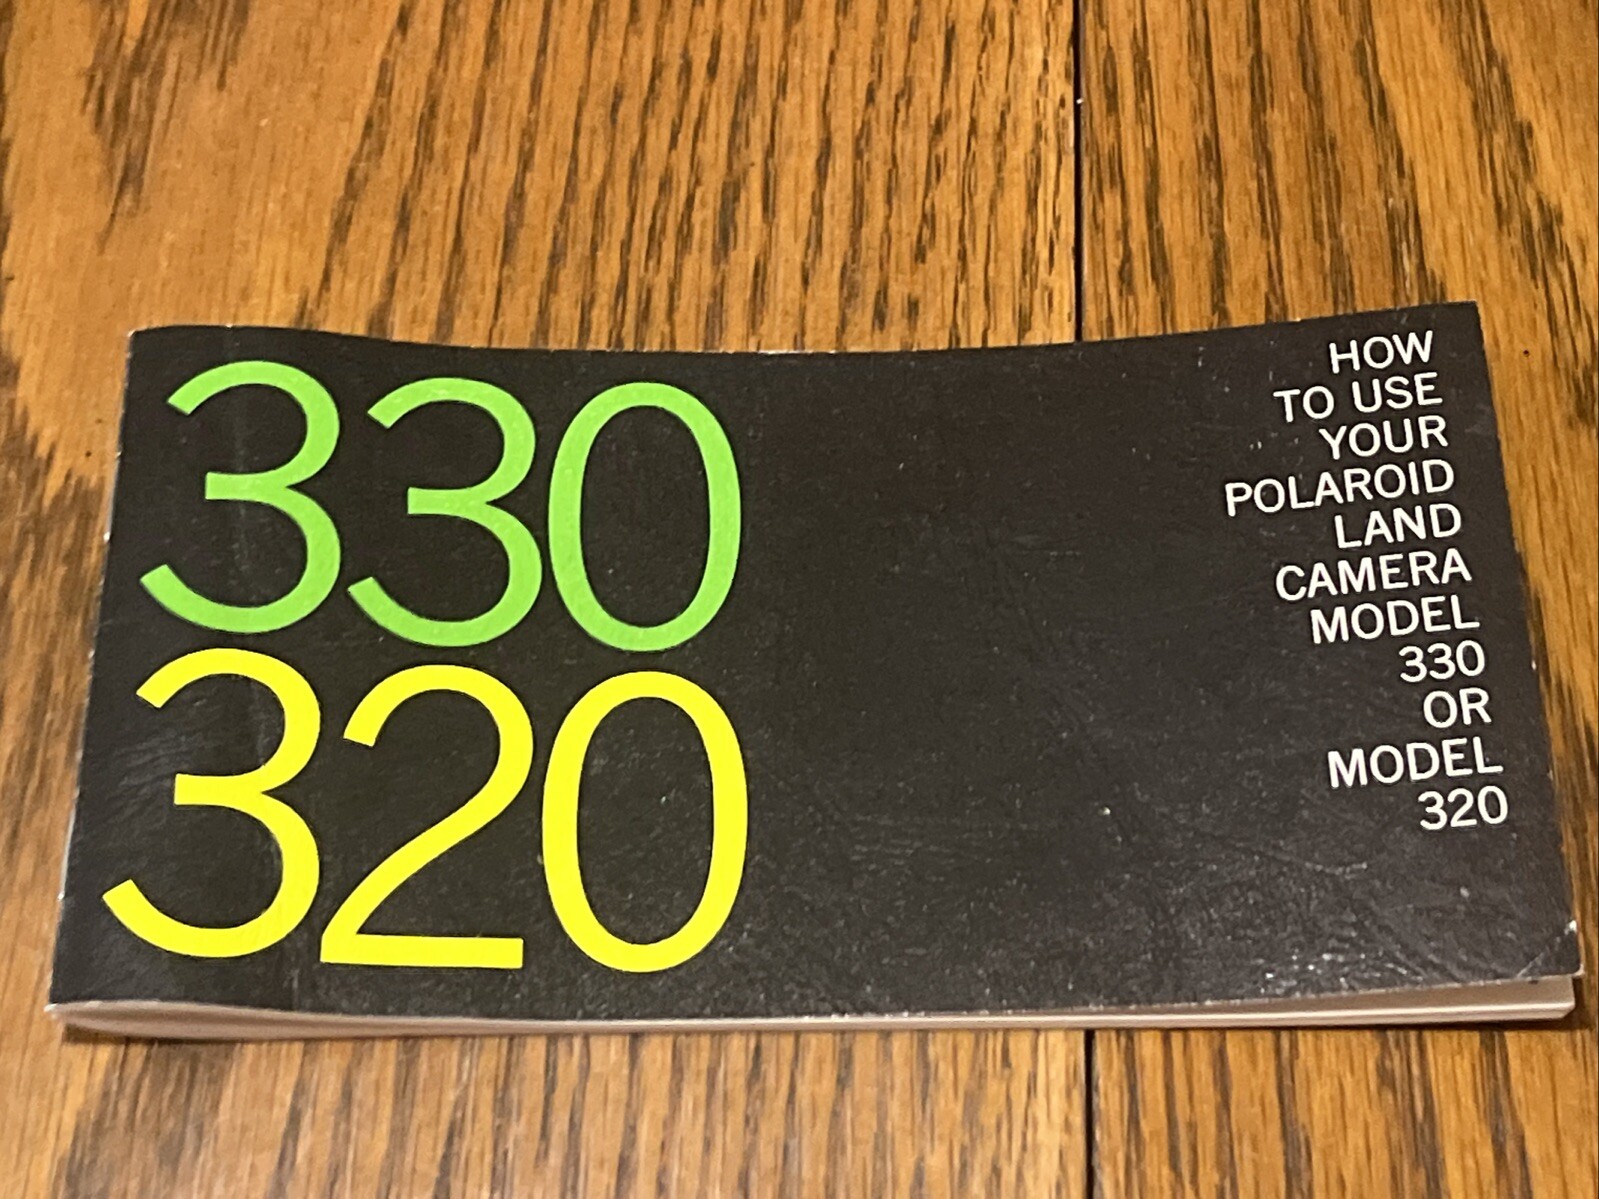 330
320
HOW
TO USE
YOUR
POLAROID
LAND
CAMERA
MODEL
330
OR
MODEL
320